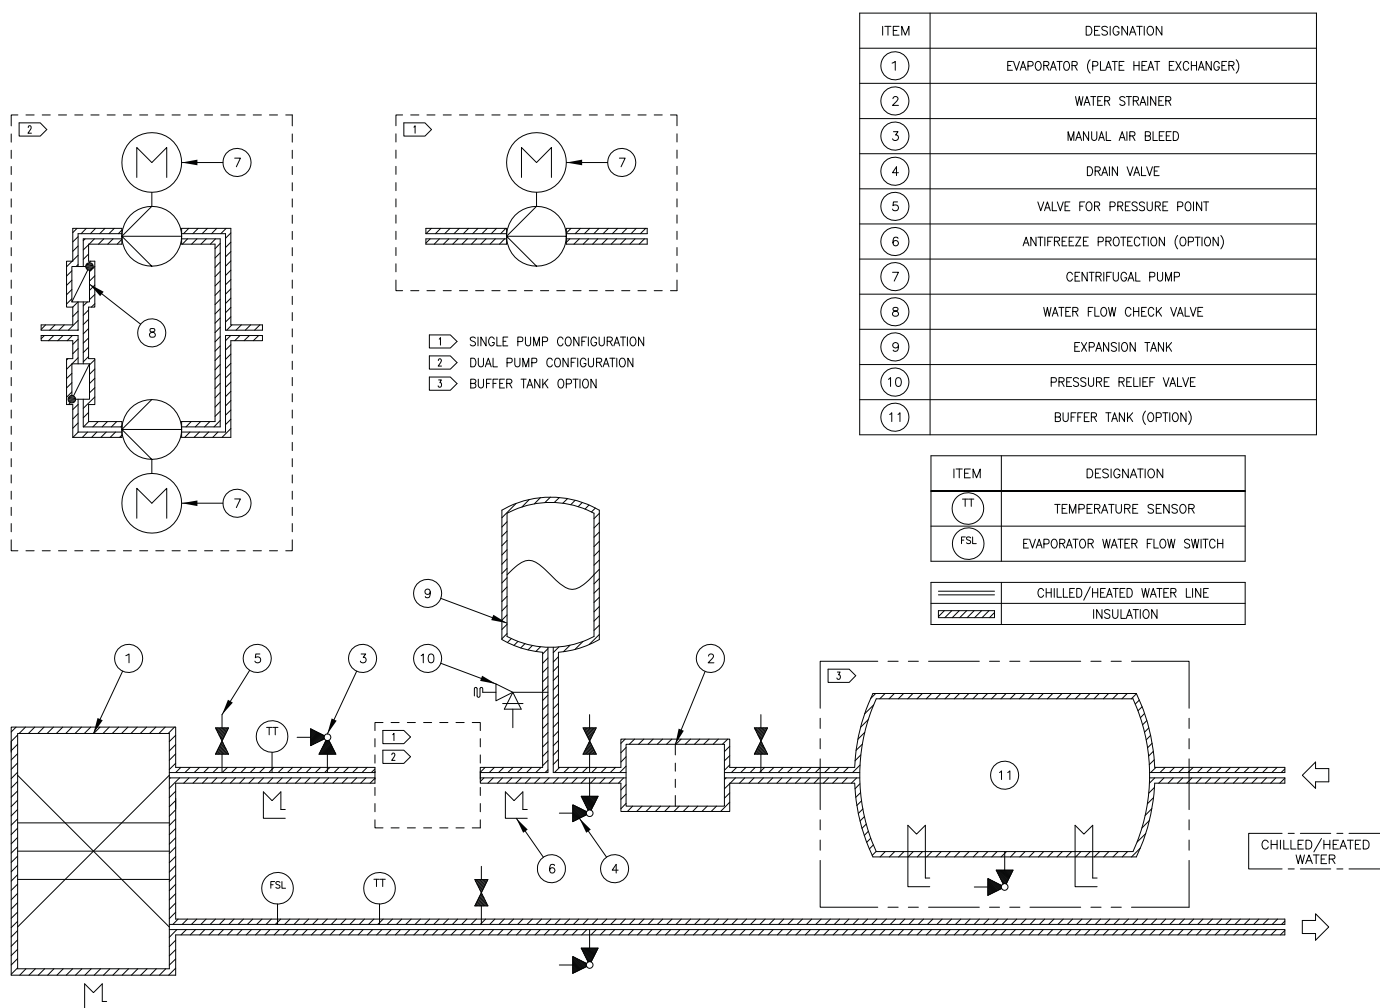 ITEM DESIGNATION
1 EVAPORATOR (PLATE HEAT EXCHANGER)
2 WATER STRAINER
3 MANUAL AIR BLEED
4 DRAIN VALVE
5 VALVE FOR PRESSURE POINT
6 ANTIFREEZE PROTECTION (OPTION)
7 CENTRIFUGAL PUMP
8 WATER FLOW CHECK VALVE
9 EXPANSION TANK
10 PRESSURE RELIEF VALVE
11 BUFFER TANK (OPTION)
2
M 7
8
M 7
1
M 7
1 SINGLE PUMP CONFIGURATION
2 DUAL PUMP CONFIGURATION
3 BUFFER TANK OPTION
ITEM DESIGNATION
TT TEMPERATURE SENSOR
FSL EVAPORATOR WATER FLOW SWITCH
CHILLED/HEATED WATER LINE
INSULATION
9
1 5 3 10 2
3
TT
1
2
11
6 4
FSL TT
CHILLED/HEATED
WATER